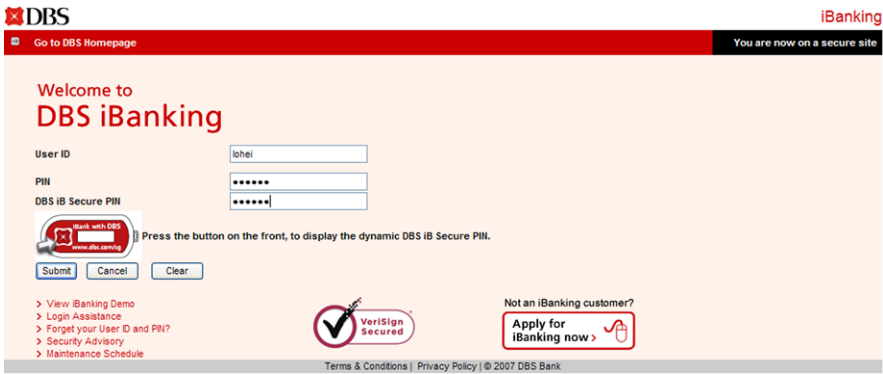 DBS
iBanking
Go to DBS Homepage
You are now on a secure site
Welcome to
DBS iBanking
User ID
lohei
PIN
••••••
DBS iB Secure PIN
••••••
iBank with DBS
www.dbs.com/sg
Press the button on the front, to display the dynamic DBS iB Secure PIN.
Submit
Cancel
Clear
> View iBanking Demo
> Login Assistance
> Forget your User ID and PIN?
> Security Advisory
> Maintenance Schedule
VeriSign
Secured
Not an iBanking customer?
Apply for
iBanking now >
Terms & Conditions | Privacy Policy | © 2007 DBS Bank